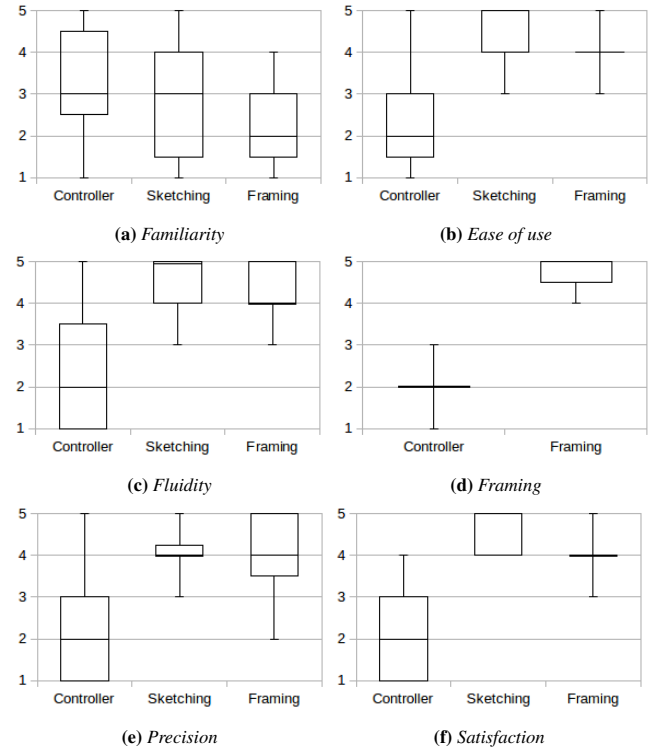 5
4
3
2
1
Controller Sketching Framing
(a) Familiarity
5
4
3
2
1
Controller Sketching Framing
(b) Ease of use
5
4
3
2
1
Controller Sketching Framing
(c) Fluidity
5
4
3
2
1
Controller Framing
(d) Framing
5
4
3
2
1
Controller Sketching Framing
(e) Precision
5
4
3
2
1
Controller Sketching Framing
(f) Satisfaction